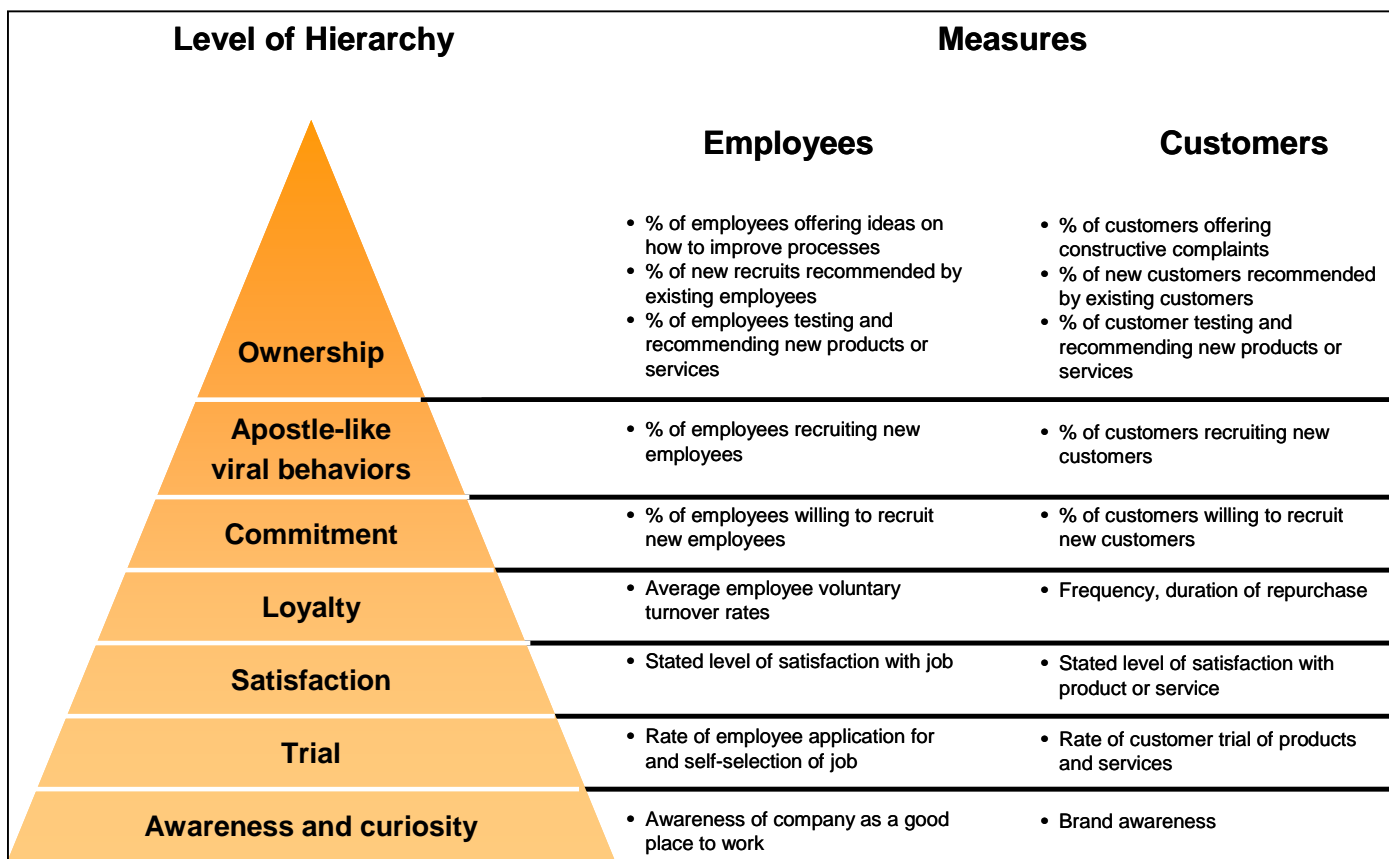 Level of Hierarchy
Measures
Employees
Customers
Ownership
• % of employees offering ideas on
how to improve processes
• % of new recruits recommended by
existing employees
• % of employees testing and
recommending new products or
services
• % of customers offering
constructive complaints
• % of new customers recommended
by existing customers
• % of customer testing and
recommending new products or
services
Apostle-like
viral behaviors
• % of employees recruiting new
employees
• % of customers recruiting new
customers
Commitment
• % of employees willing to recruit
new employees
• % of customers willing to recruit
new customers
Loyalty
• Average employee voluntary
turnover rates
• Frequency, duration of repurchase
Satisfaction
• Stated level of satisfaction with job
• Stated level of satisfaction with
product or service
Trial
• Rate of employee application for
and self-selection of job
• Rate of customer trial of products
and services
Awareness and curiosity
• Awareness of company as a good
place to work
• Brand awareness